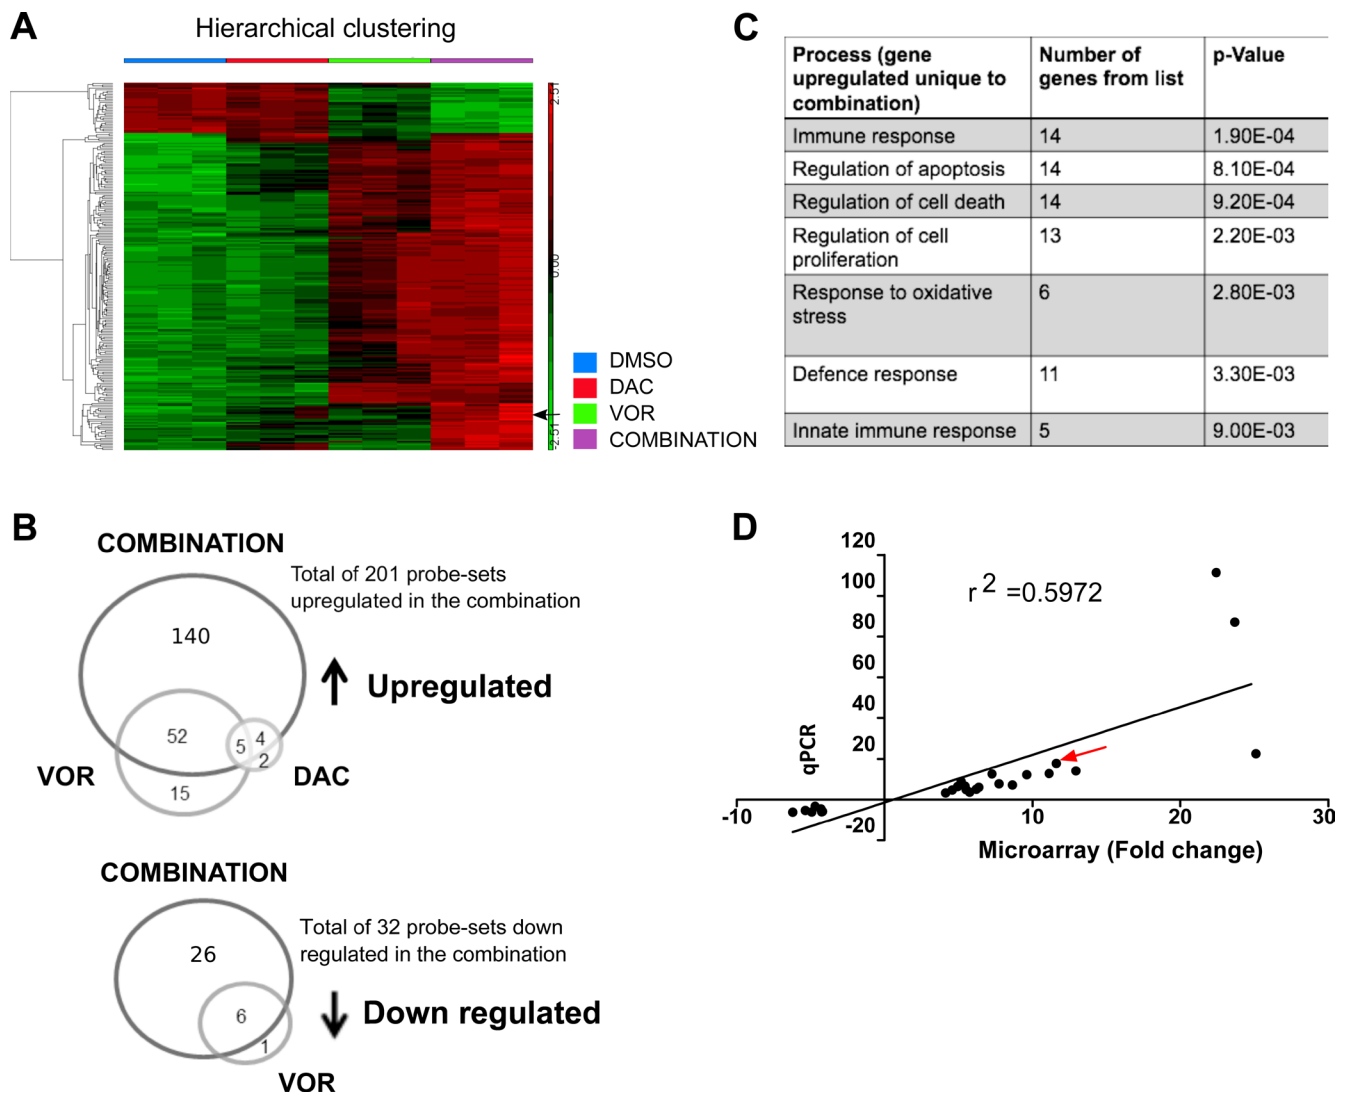 A
Hierarchical clustering
2.51
0.00
-2.51
DMSO
DAC
VOR
COMBINATION
B
COMBINATION
Total of 201 probe-sets
upregulated in the combination
140
Upregulated
52
5
4
2
VOR
DAC
15
COMBINATION
Total of 32 probe-sets down
regulated in the combination
26
Down regulated
6
1
VOR
C
Process (gene
upregulated unique to
combination)
Number of
genes from list
p-Value
Immune response 14 1.90E-04
Regulation of apoptosis 14 8.10E-04
Regulation of cell death 14 9.20E-04
Regulation of cell
proliferation
13 2.20E-03
Response to oxidative
stress
6 2.80E-03
Defence response 11 3.30E-03
Innate immune response 5 9.00E-03
D
120
100
80
60
40
20
-20
qPCR
r2 =0.5972
-10
10
20
30
Microarray (Fold change)